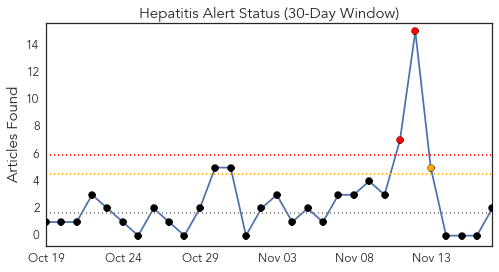 Hepatitis Alert Status (30-Day Window)
Articles Found
14
12
10
8
6
4
2
0
Oct 19 Oct 24 Oct 29 Nov 03 Nov 08 Nov 13